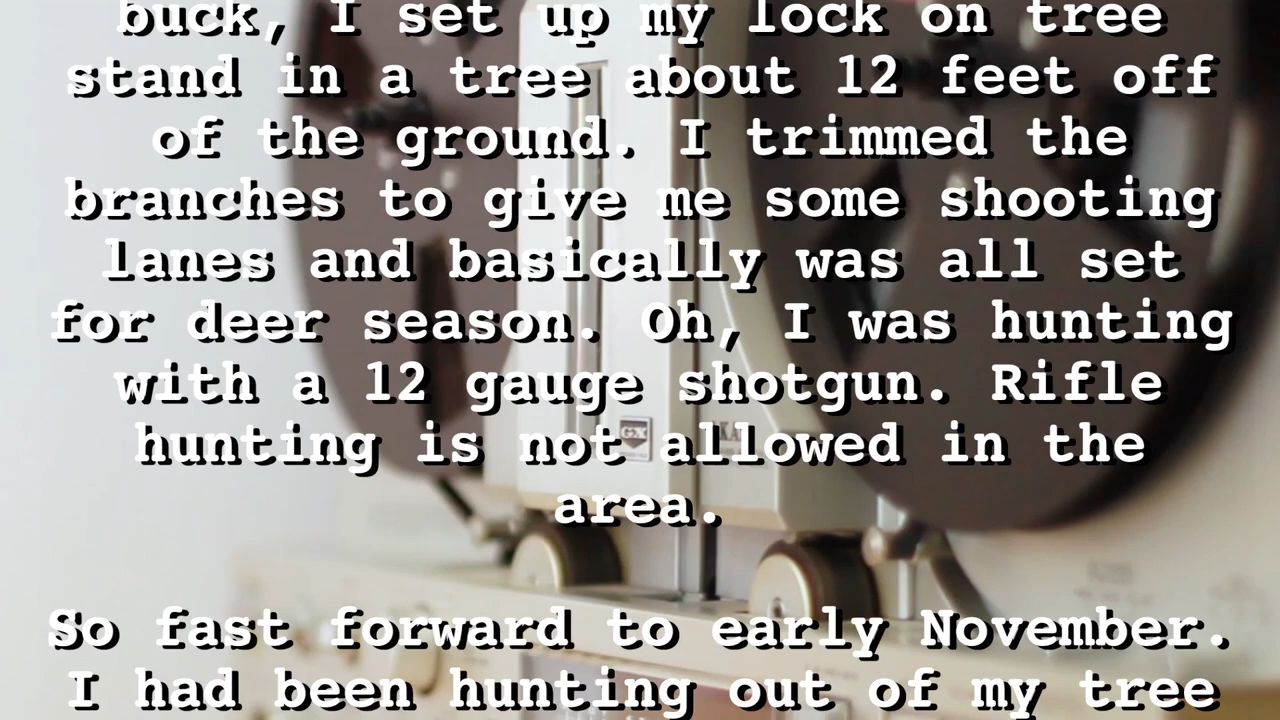 buck, I set up my lock on tree
stand in a tree about 12 feet off
of the ground. I trimmed the
branches to give me some shooting
lanes and basically was all set
for deer season. Oh, I was hunting
with a 12 gauge shotgun. Rifle
hunting is not allowed in the
area.
So fast forward to early November.
I had been hunting out of my tree
GX